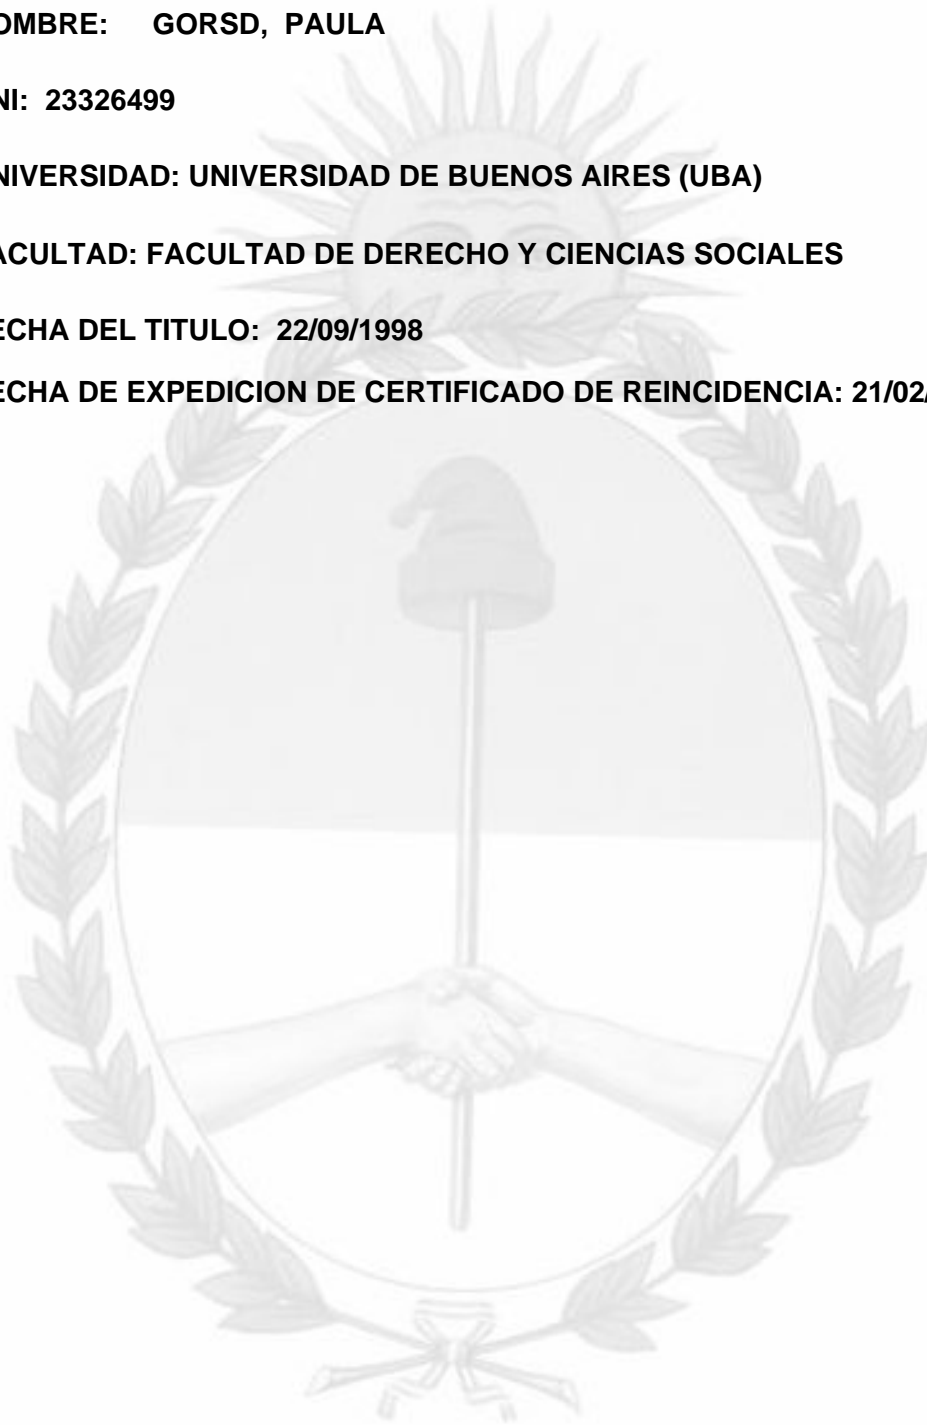 OMBRE: GORSD, PAULA
NI: 23326499
NIVERSIDAD: UNIVERSIDAD DE BUENOS AIRES (UBA)
ACULTAD: FACULTAD DE DERECHO Y CIENCIAS SOCIALES
ECHA DEL TITULO: 22/09/1998
ECHA DE EXPEDICION DE CERTIFICADO DE REINCIDENCIA: 21/02/